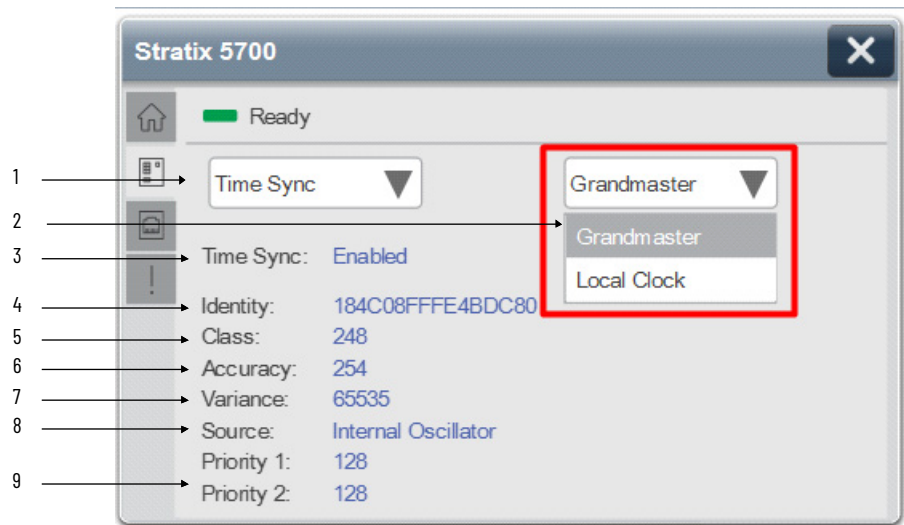 Stratix 5700
Ready
1
Time Sync
Grandmaster
2
Grandmaster
3
Time Sync: Enabled
Local Clock
4
Identity: 184C08FFFE4BDC80
5
Class: 248
6
Accuracy: 254
7
Variance: 65535
8
Source: Internal Oscillator
Priority 1: 128
9
Priority 2: 128